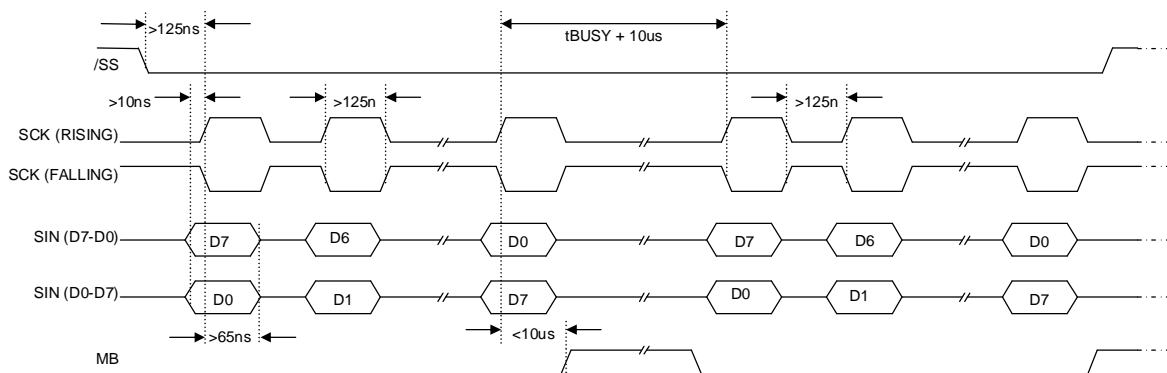 >125ns
tBUSY + 10us
/SS
>10ns
>125n
>125n
SCK (RISING)
SCK (FALLING)
SIN (D7-D0)
D7
D6
D0
D7
D6
D0
SIN (D0-D7)
D0
D1
D7
D0
D1
D7
>65ns
<10us
MB